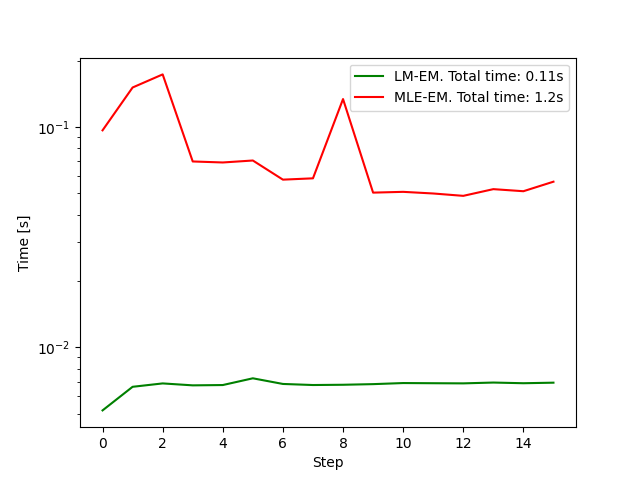 LM-EM. Total time: 0.11s
MLE-EM. Total time: 1.2s
10⁻¹
10⁻²
Time [s]
0 2 4 6 8 10 12 14
Step